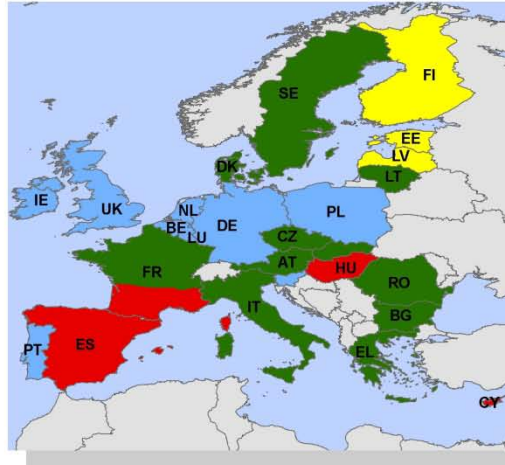 FI
SE
EE
LV
DK
LT
IE
UK
NL
PL
BE
DE
LU
CZ
AT
HU
FR
RO
IT
BG
PT
ES
EL
CY